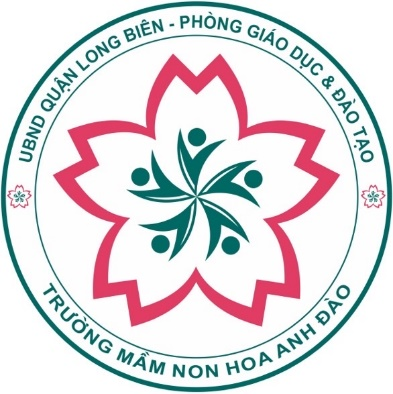 UBND QUẬN LONG BIÊN - PHÒNG GIÁO DỤC & ĐÀO TẠO
TRƯỜNG MẦM NON HOA ANH ĐÀO